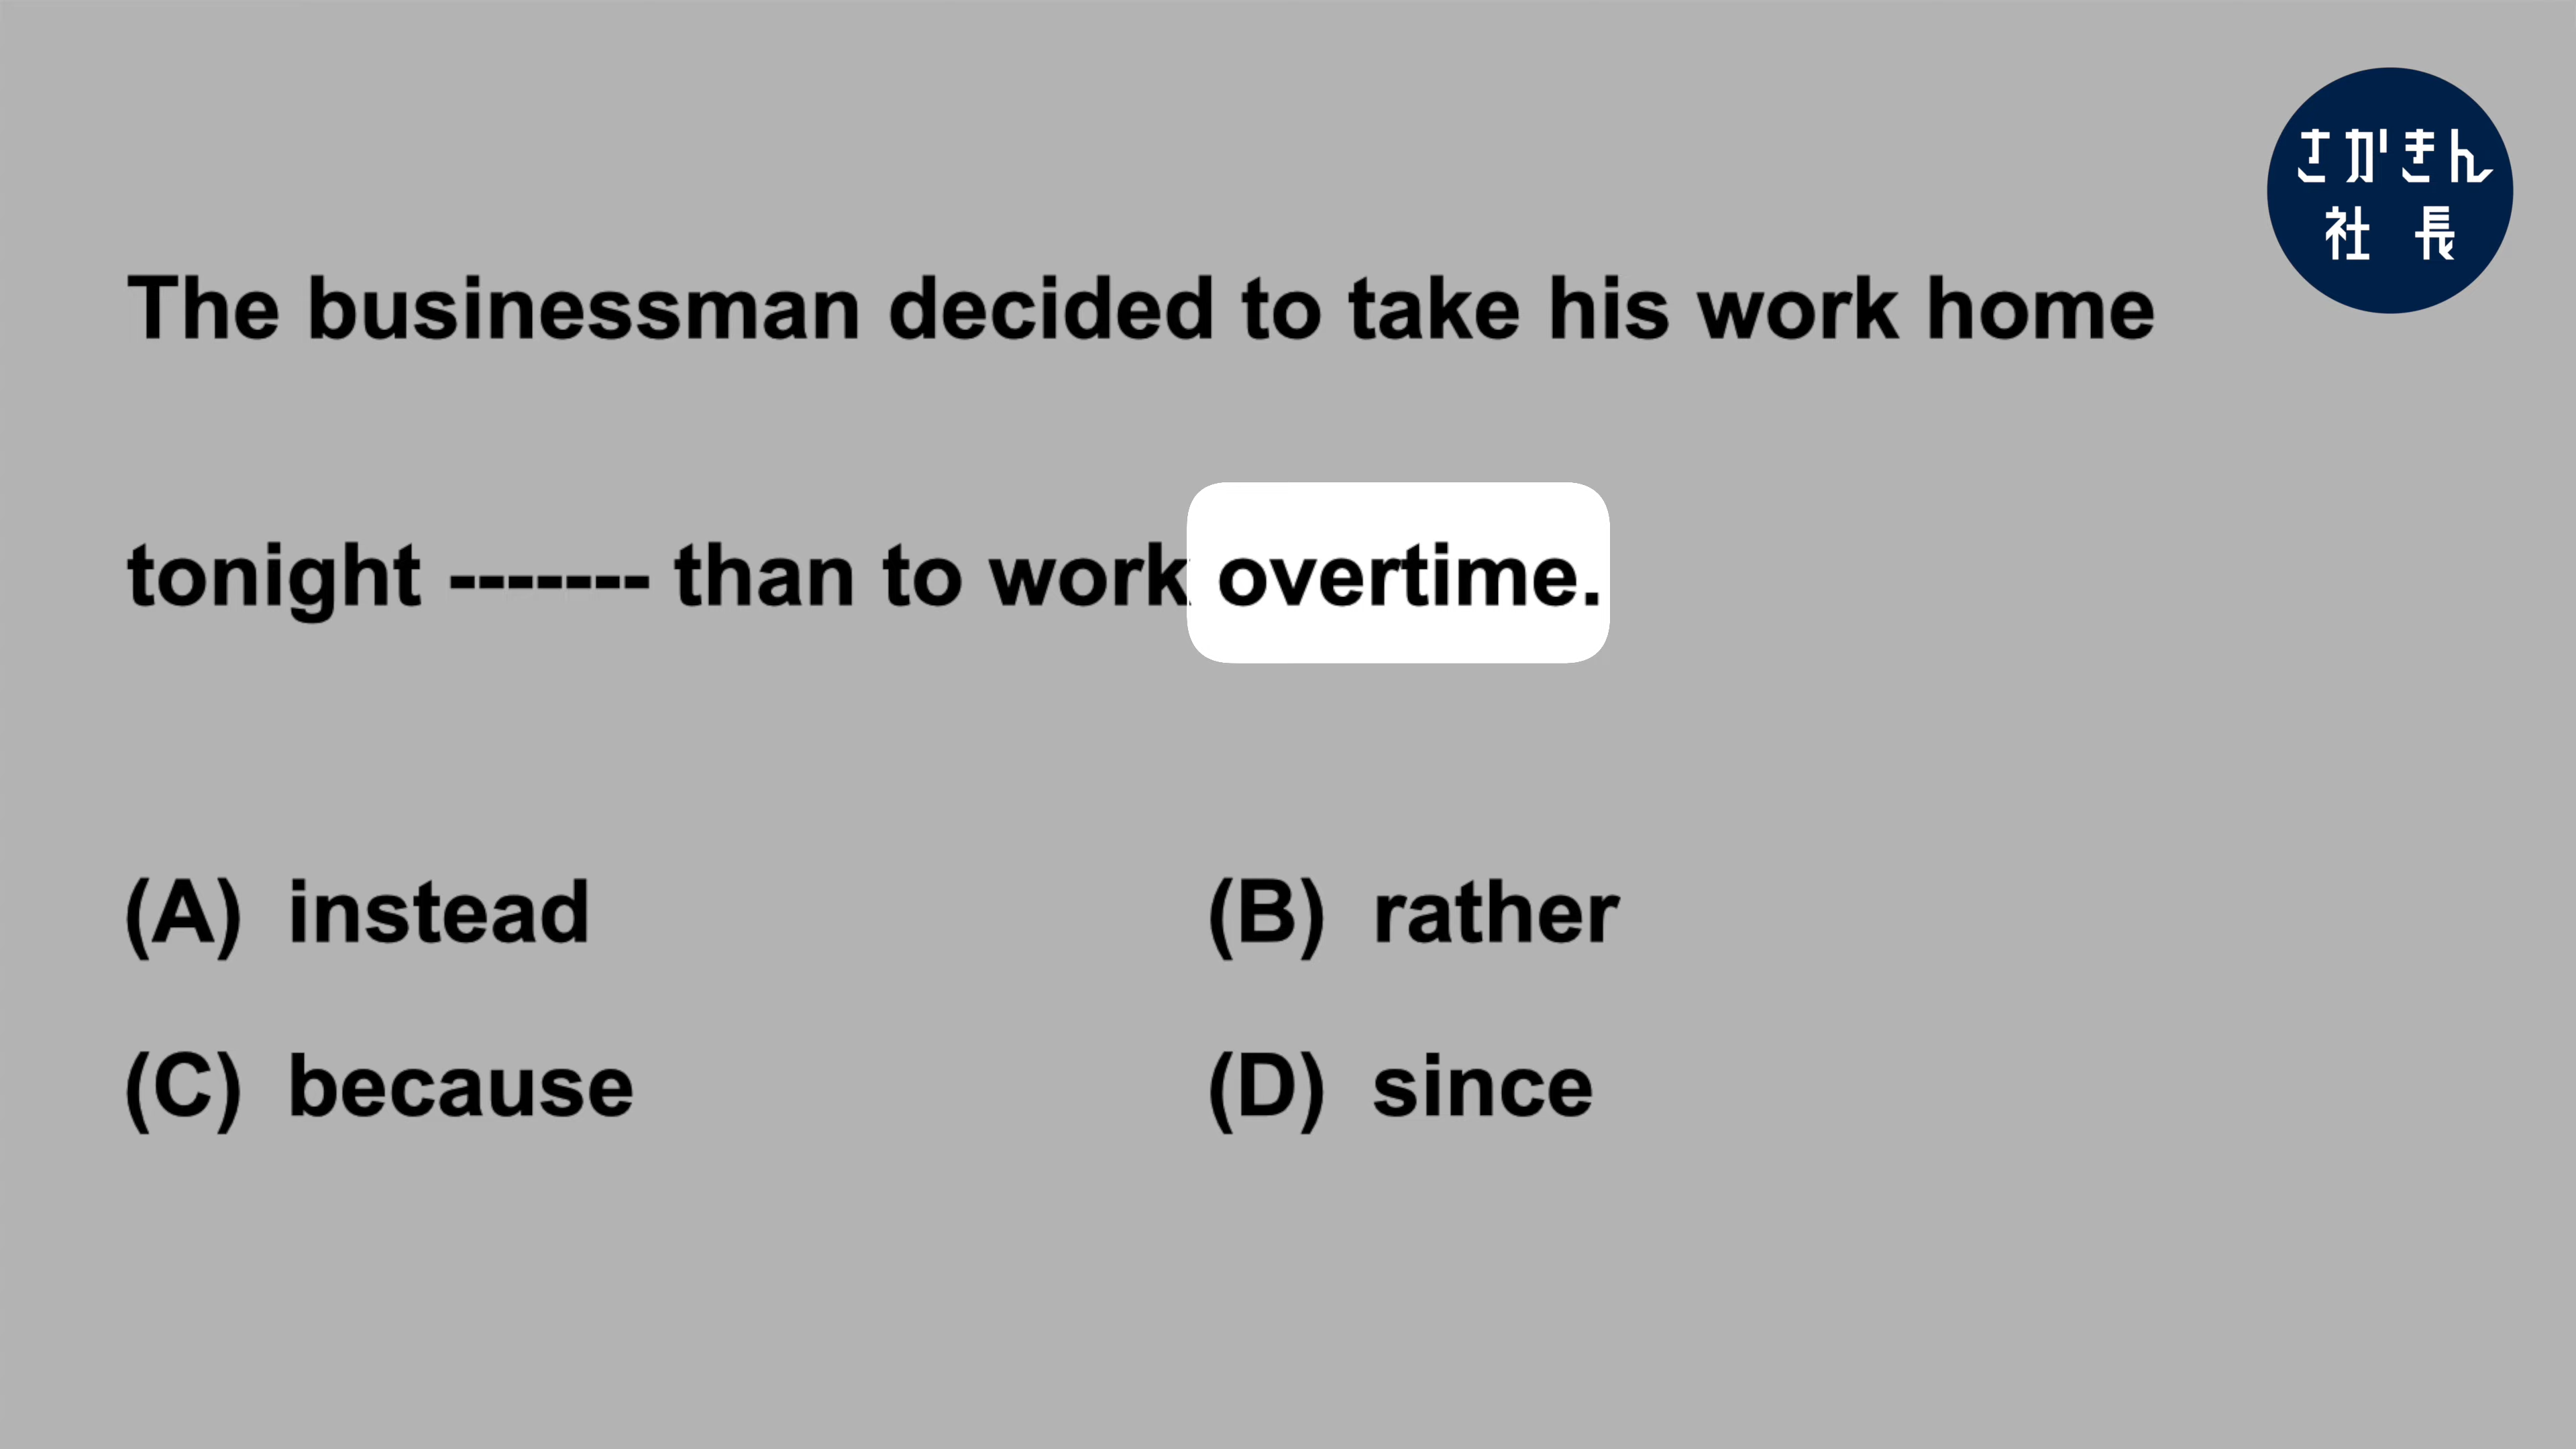 さかきん
社長
The businessman decided to take his work home
tonight ------- than to work overtime.
(A) instead
(B) rather
(C) because
(D) since